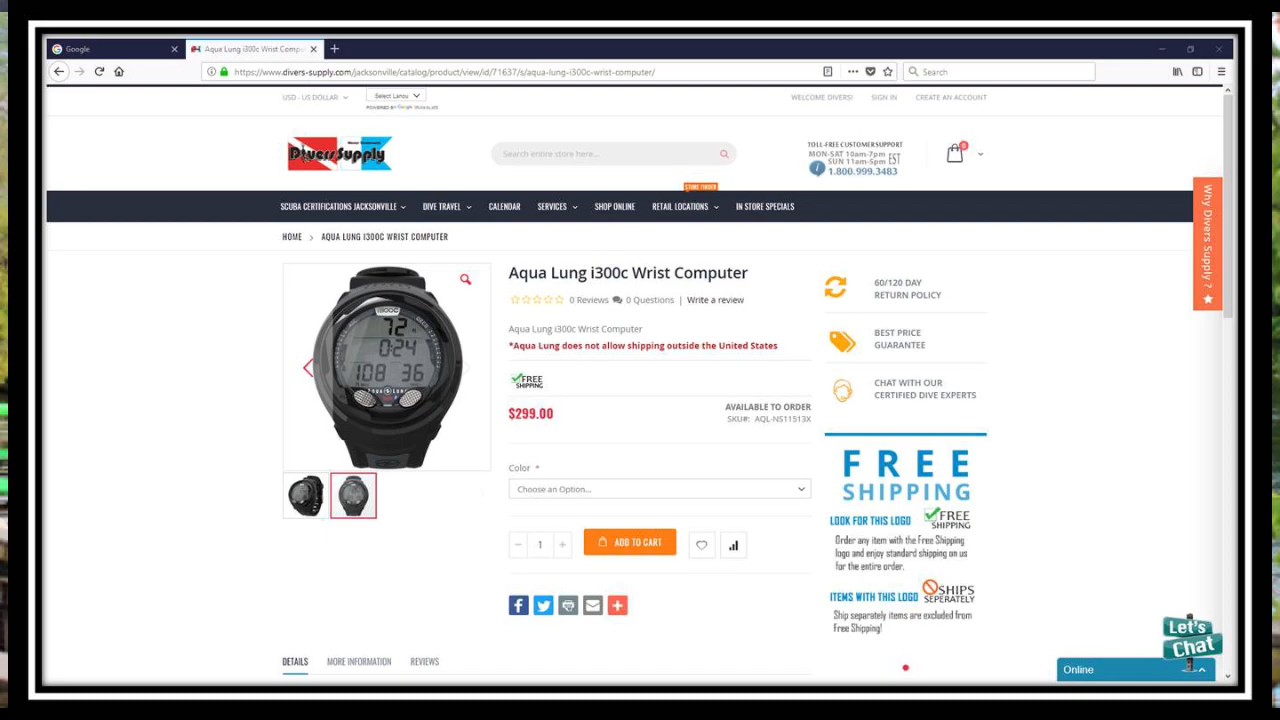 Google
Aqua Lung i300c Wrist Compu
https://www.divers-supply.com/jacksonville/catalog/product/view/id/71637/s/aqua-lung-i300c-wrist-computer/
Search
USD - US DOLLAR
Select Langu
POWERED BY Google
WELCOME DIVERS!
SIGN IN
CREATE AN ACCOUNT
DiversSupply
Search entire store here...
TOLL-FREE CUSTOMER SUPPORT
MON-SAT 10am-7pm EST
SUN 11am-5pm
1.800.999.3483
0
STORE FINDER
SCUBA CERTIFICATIONS JACKSONVILLE
DIVE TRAVEL
CALENDAR
SERVICES
SHOP ONLINE
RETAIL LOCATIONS
IN STORE SPECIALS
Why Divers Supply ?
HOME > AQUA LUNG I300C WRIST COMPUTER
i300C
72
0:24
108 36
AQUA LUNG
Aqua Lung i300c Wrist Computer
0 Reviews 0 Questions | Write a review
Aqua Lung i300c Wrist Computer
*Aqua Lung does not allow shipping outside the United States
FREE
SHIPPING
$299.00
AVAILABLE TO ORDER
SKU#: AQL-NS11513X
Color *
Choose an Option...
1
ADD TO CART
60/120 DAY
RETURN POLICY
BEST PRICE
GUARANTEE
CHAT WITH OUR
CERTIFIED DIVE EXPERTS
FREE
SHIPPING
LOOK FOR THIS LOGO FREE
SHIPPING
Order any item with the Free Shipping
logo and enjoy standard shipping on us
for the entire order.
ITEMS WITH THIS LOGO SHIPS
SEPERATELY
Ship separately items are excluded from
Free Shipping!
DETAILS
MORE INFORMATION
REVIEWS
Let's
Chat
Online